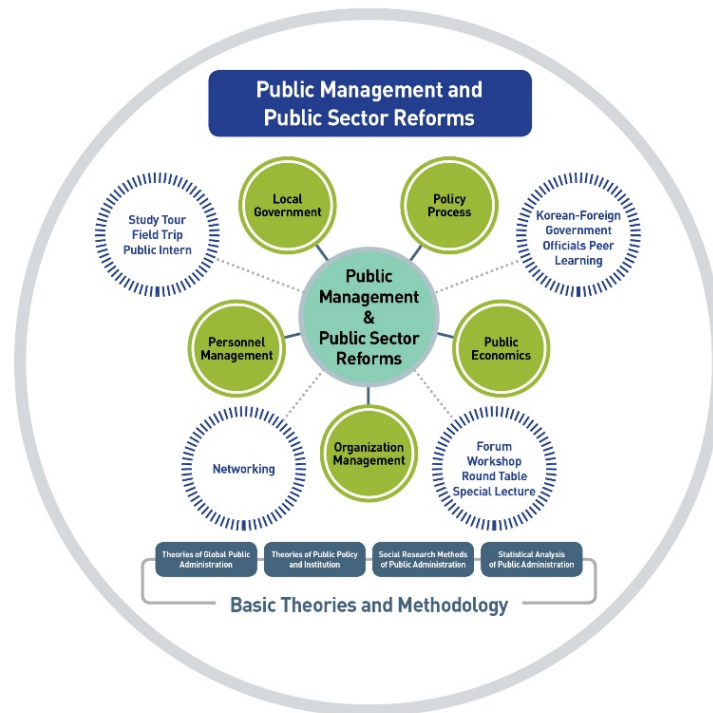 Public Management and
Public Sector Reforms
Local
Government
Policy
Process
Study Tour
Field Trip
Public Intern
Korean-Foreign
Government
Officials Peer
Learning
Public
Management
&
Public Sector
Reforms
Personnel
Management
Public
Economics
Organization
Management
Networking
Forum
Workshop
Round Table
Special Lecture
Theories of Global Public
Administration
Theories of Public Policy
and Institution
Social Research Methods
of Public Administration
Statistical Analysis
of Public Administration
Basic Theories and Methodology